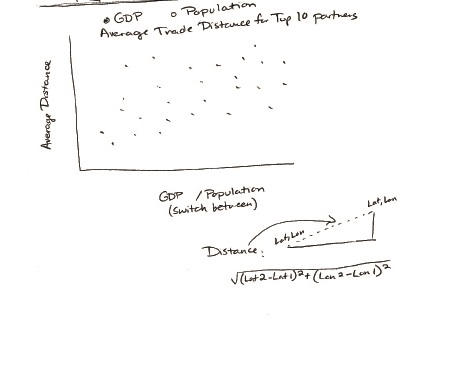 GDP Population
Average Trade Distance for Top 10 partners
Average Distance
GDP / Population
(switch between)
Lat, Lon
Lat, Lon
Distance:
√(Lat2-Lat1)²+(Lon2-Lon1)²